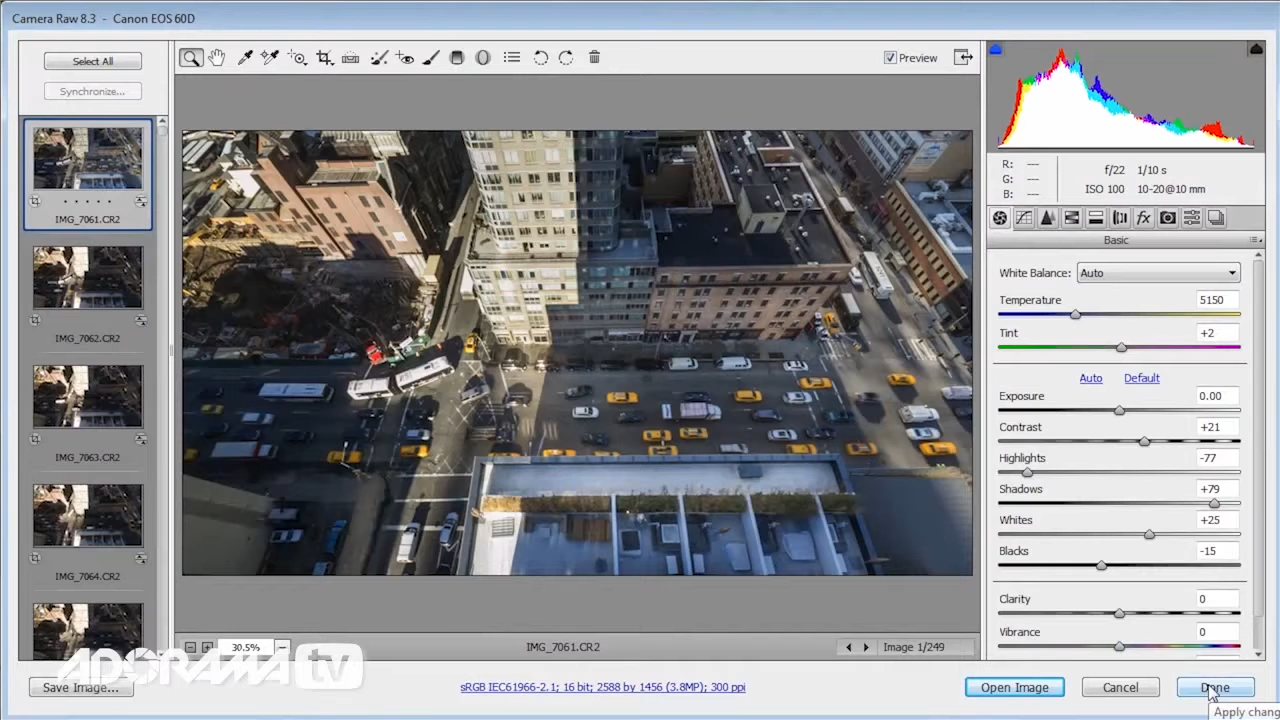 Camera Raw 8.3 - Canon EOS 60D
Select All
Synchronize...
Preview
IMG_7061.CR2
IMG_7062.CR2
IMG_7063.CR2
IMG_7064.CR2
R: ---
G: ---
B: ---
f/22 1/10 s
ISO 100 10-20@10 mm
fx
Basic
White Balance: Auto
Temperature 5150
Tint +2
Auto Default
Exposure 0.00
Contrast +21
Highlights -77
Shadows +79
Whites +25
Blacks -15
Clarity 0
Vibrance 0
30.5%
IMG_7061.CR2
Image 1/249
ADORAMA tv
Save Image...
sRGB IEC61966-2.1; 16 bit; 2588 by 1456 (3.8MP); 300 ppi
Open Image
Cancel
Done
Apply chang